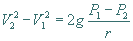 V₂² − V₁² = 2g (P₁ − P₂)/r